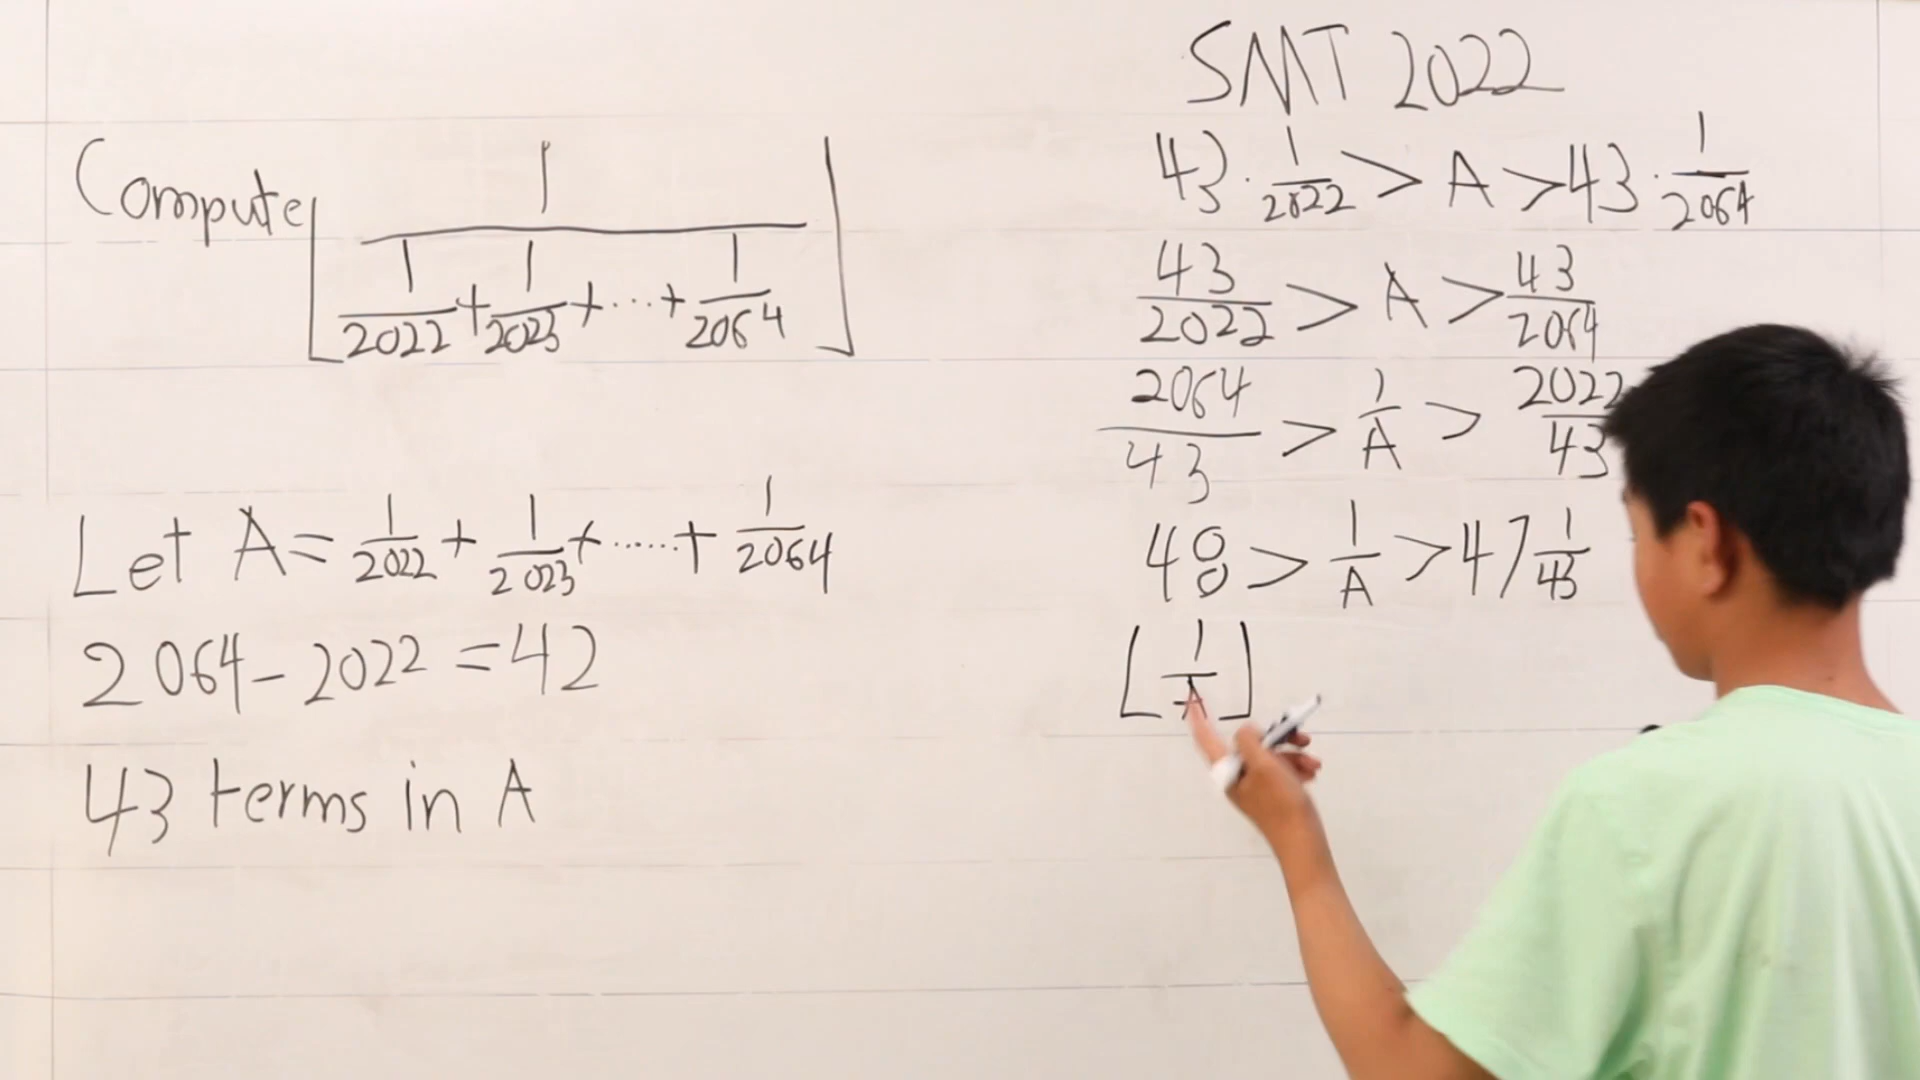 Compute ⌊ 1 / (1/2022 + 1/2023 + ... + 1/2064) ⌋
Let A = 1/2022 + 1/2023 + ...... + 1/2064
2064 - 2022 = 42
43 terms in A
SMT 2022
43 · 1/2022 > A > 43 · 1/2064
43/2022 > A > 43/2064
2064/43 > 1/A > 2022/43
48 > 1/A > 47 1/43
⌊ 1/A ⌋